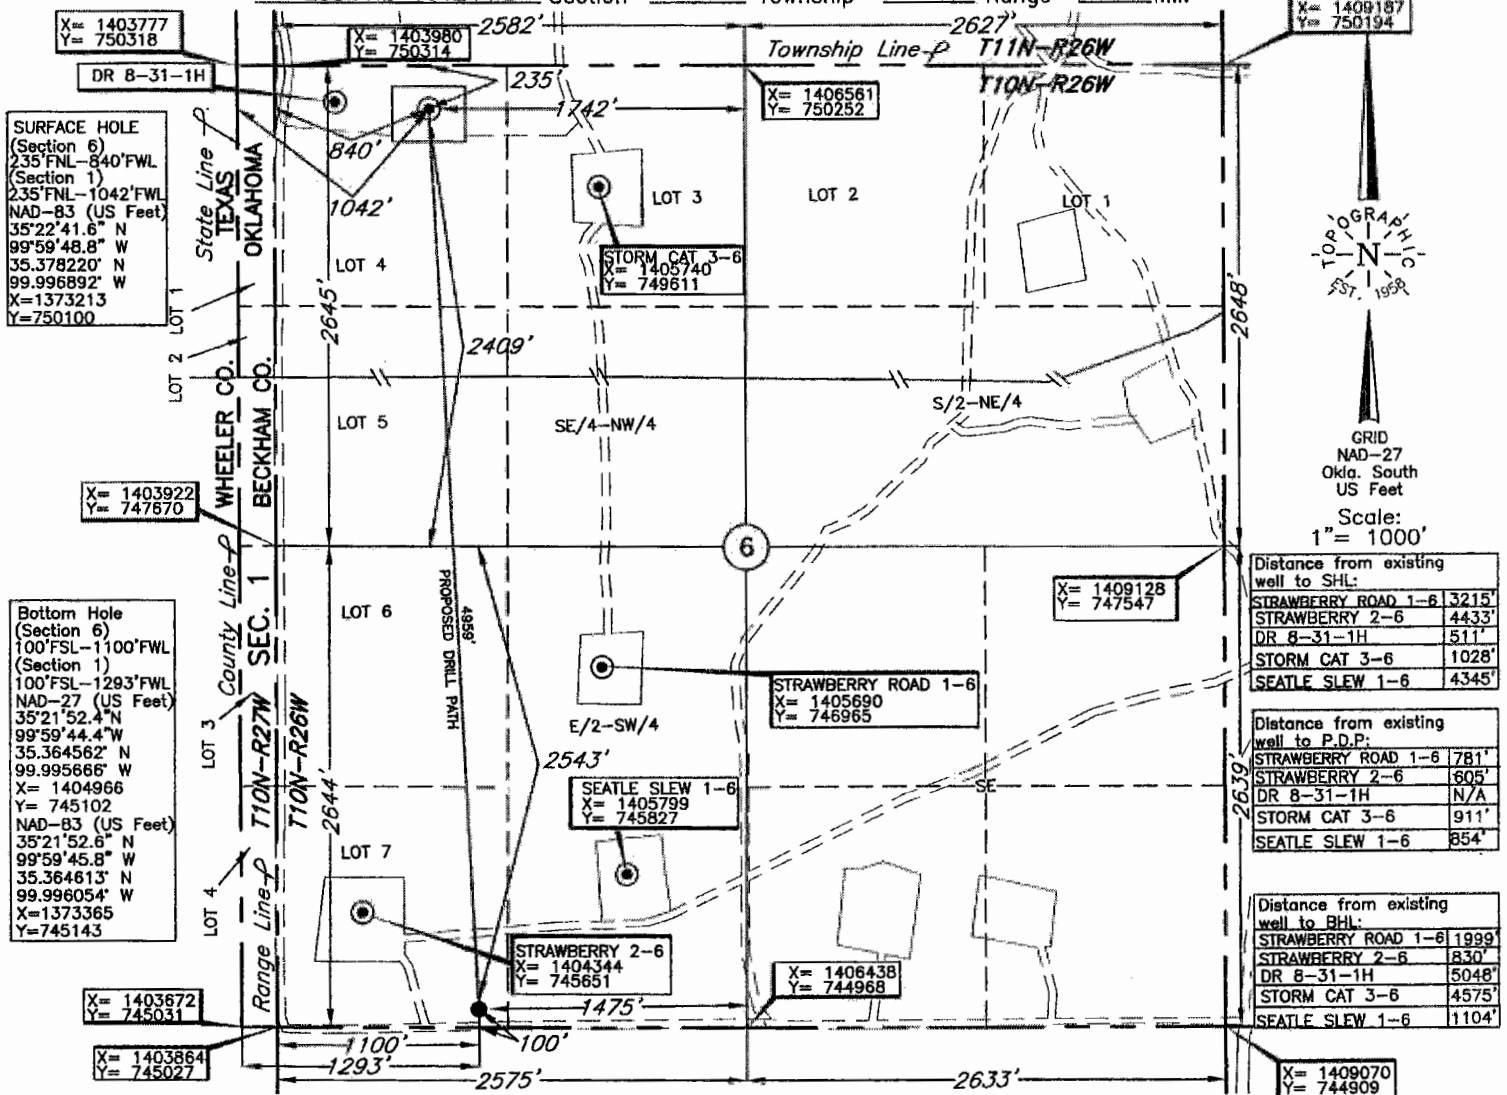 Section Township Range
X= 1403777
Y= 750318
X= 1403980
Y= 750314
2582'
2627'
X= 1409187
Y= 750194
Township Line
T11N-R26W
T10N-R26W
DR 8-31-1H
235'
1742'
X= 1406561
Y= 750252
SURFACE HOLE
(Section 6)
235'FNL-840'FWL
(Section 1)
235'FNL-1042'FWL
NAD-83 (US Feet)
35°22'41.6" N
99°59'48.8" W
35.378220° N
99.996892° W
X=1373213
Y=750100
State Line
TEXAS
OKLAHOMA
840'
1042'
LOT 3
LOT 2
LOT 1
STORM CAT 3-6
X= 1405740
Y= 749611
LOT 4
LOT 1
LOT 2
2645'
2648'
2409'
TOPOGRAPHIC
N
EST. 1958
GRID
NAD-27
Okla. South
US Feet
Scale:
1"= 1000'
WHEELER CO.
BECKHAM CO.
LOT 5
SE/4-NW/4
S/2-NE/4
X= 1403922
Y= 747670
6
X= 1409128
Y= 747547
Distance from existing
well to SHL:
STRAWBERRY ROAD 1-6 3215'
STRAWBERRY 2-6 4433'
DR 8-31-1H 511'
STORM CAT 3-6 1028'
SEATLE SLEW 1-6 4345'
Bottom Hole
(Section 6)
100'FSL-1100'FWL
(Section 1)
100'FSL-1293'FWL
NAD-27 (US Feet)
35°21'52.4"N
99°59'44.4"W
35.364562° N
99.995666° W
X= 1404966
Y= 745102
NAD-83 (US Feet)
35°21'52.6" N
99°59'45.8" W
35.364613° N
99.996054° W
X=1373365
Y=745143
County Line
SEC. 1
LOT 6
4959'
PROPOSED DRILL PATH
STRAWBERRY ROAD 1-6
X= 1405690
Y= 746965
E/2-SW/4
LOT 3
T10N-R27W
T10N-R26W
2543'
2644'
2639'
SE
SEATLE SLEW 1-6
X= 1405799
Y= 745827
Distance from existing
well to P.D.P:
STRAWBERRY ROAD 1-6 781'
STRAWBERRY 2-6 605'
DR 8-31-1H N/A
STORM CAT 3-6 911'
SEATLE SLEW 1-6 854'
LOT 7
LOT 4
Range Line
STRAWBERRY 2-6
X= 1404344
Y= 745651
Distance from existing
well to BHL:
STRAWBERRY ROAD 1-6 1999'
STRAWBERRY 2-6 830'
DR 8-31-1H 5048'
STORM CAT 3-6 4575'
SEATLE SLEW 1-6 1104'
X= 1406438
Y= 744968
X= 1403672
Y= 745031
1475'
X= 1403864
Y= 745027
1100'
100'
1293'
2575'
2633'
X= 1409070
Y= 744909